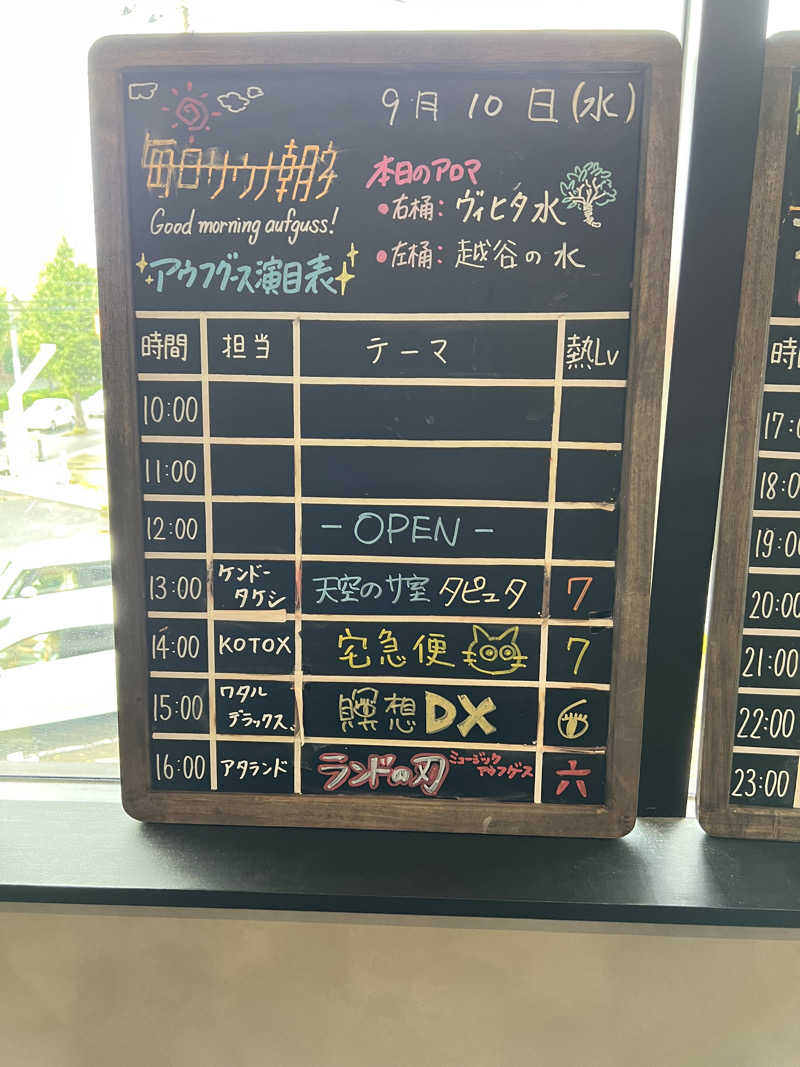 9月10日(水)
毎日サウナ朝夕
Good morning aufguss!
アウフグース演目表
本日のアロマ
・右桶: ヴィヒタ水
・左桶: 越谷の水
時間 担当 テーマ 熱Lv
10:00
11:00
12:00 -OPEN-
13:00 ケンドータケシ 天空のサ室 タピュタ 7
14:00 KOTOX 宅急便 7
15:00 ワタルデラックス 瞑想DX 6
16:00 アタランド ランドの刃 ミュージックアウフグース 六
時
17:
18:0
19:00
20:00
21:00
22:00
23:00